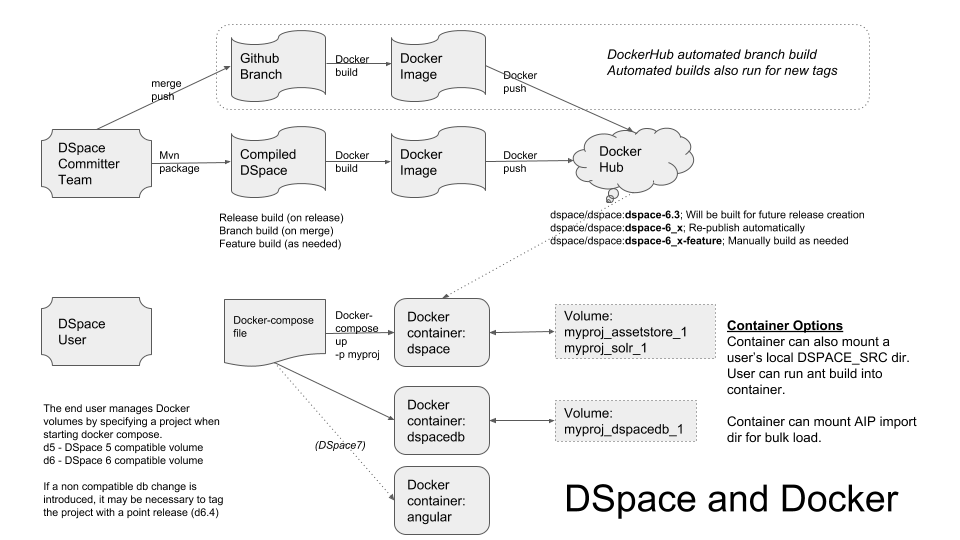 DockerHub automated branch build
Automated builds also run for new tags
Github
Branch
Docker
build
Docker
Image
Docker
push
merge
push
DSpace
Committer
Team
Mvn
package
Compiled
DSpace
Docker
build
Docker
Image
Docker
push
Docker
Hub
Release build (on release)
Branch build (on merge)
Feature build (as needed)
dspace/dspace:dspace-6.3; Will be built for future release creation
dspace/dspace:dspace-6_x; Re-publish automatically
dspace/dspace:dspace-6_x-feature; Manually build as needed
DSpace
User
Docker-compose
file
Docker-
compose
up
-p myproj
Docker
container:
dspace
Volume:
myproj_assetstore_1
myproj_solr_1
Container Options
Container can also mount a
user's local DSPACE_SRC dir.
User can run ant build into
container.
Container can mount AIP import
dir for bulk load.
Docker
container:
dspacedb
Volume:
myproj_dspacedb_1
(DSpace7)
Docker
container:
angular
The end user manages Docker
volumes by specifying a project when
starting docker compose.
d5 - DSpace 5 compatible volume
d6 - DSpace 6 compatible volume
If a non compatible db change is
introduced, it may be necessary to tag
the project with a point release (d6.4)
DSpace and Docker